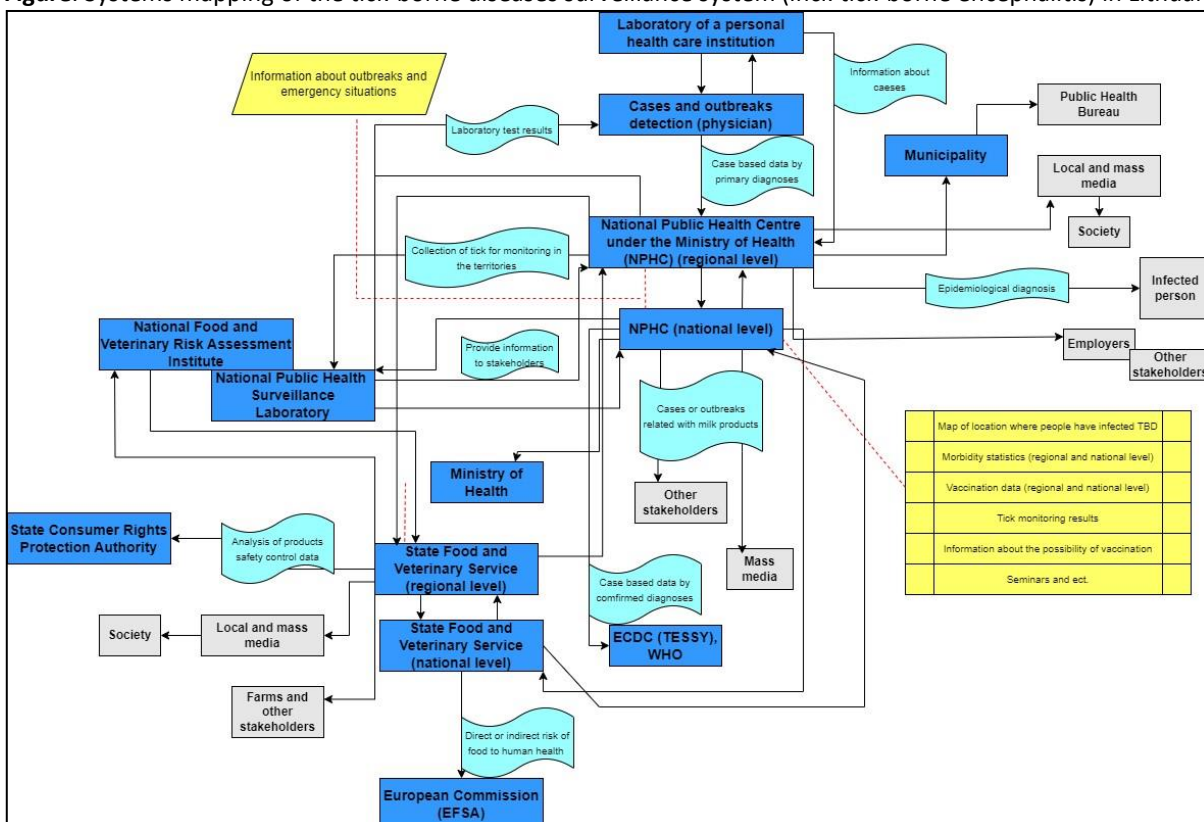 Figure. Systems mapping of the tick-borne diseases surveillance system (incl. tick-borne encephalitis) in
Laboratory of a personal
health care institution
Information about outbreaks and
emergency situations
Information about
caeses
Public Health
Bureau
Laboratory test results
Cases and outbreaks
detection (physician)
Municipality
Case based data by
primary diagnoses
Local and mass
media
Society
National Public Health Centre
under the Ministry of Health
(NPHC) (regional level)
Collection of tick for monitoring in
the territories
Epidemiological diagnosis
Infected
person
NPHC (national level)
National Food and
Veterinary Risk Assessment
Institute
Provide information
to stakeholders
Employers
Other
stakeholders
National Public Health
Surveillance
Laboratory
Cases or outbreaks
related with milk products
Map of location where people have infected TBD
Morbidity statistics (regional and national level)
Vaccination data (regional and national level)
Tick monitoring results
Information about the possibility of vaccination
Seminars and ect.
Ministry of
Health
Other
stakeholders
State Consumer Rights
Protection Authority
Analysis of products
safety control data
State Food and
Veterinary Service
(regional level)
Mass
media
Case based data by
comfirmed diagnoses
Society
Local and mass
media
State Food and
Veterinary Service
(national level)
ECDC (TESSY),
WHO
Farms and
other
stakeholders
Direct or indirect risk of
food to human health
European Commission
(EFSA)